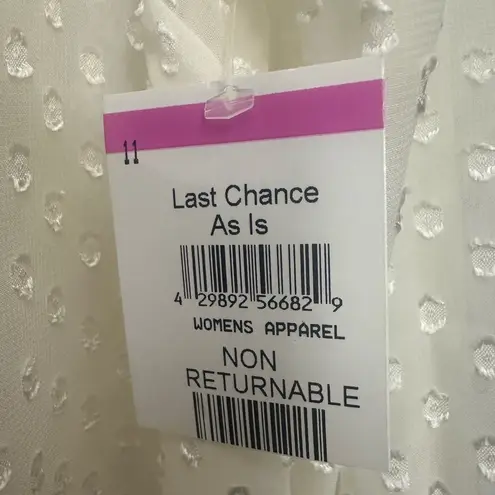 11
Last Chance
As Is
4 29892 56682 9
WOMENS APPAREL
NON
RETURNABLE